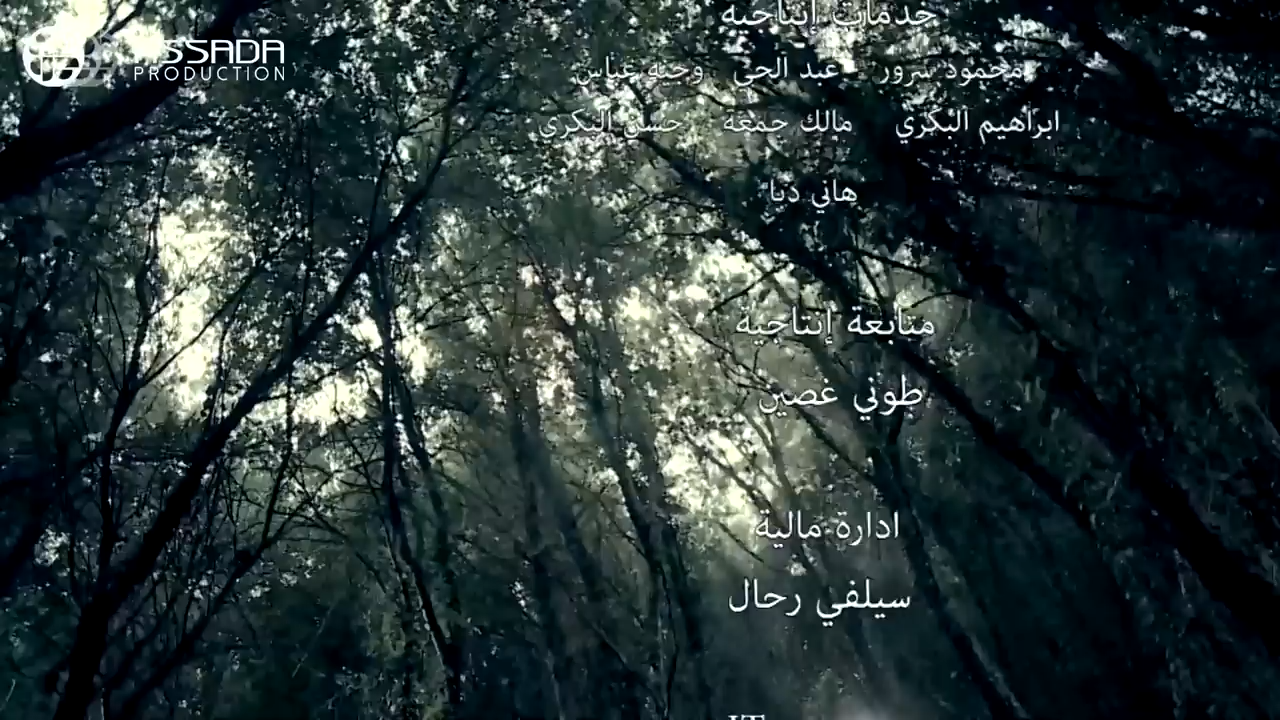 SSADA
PRODUCTION
خدمات إنتاجية
محمود سرور عبد الحي وجيه عباس
ابراهيم البكري مالك جمعة حسن البكري
هاني دنا
متابعة إنتاجية
طوني غصين
ادارة مالية
سيلفي رحال